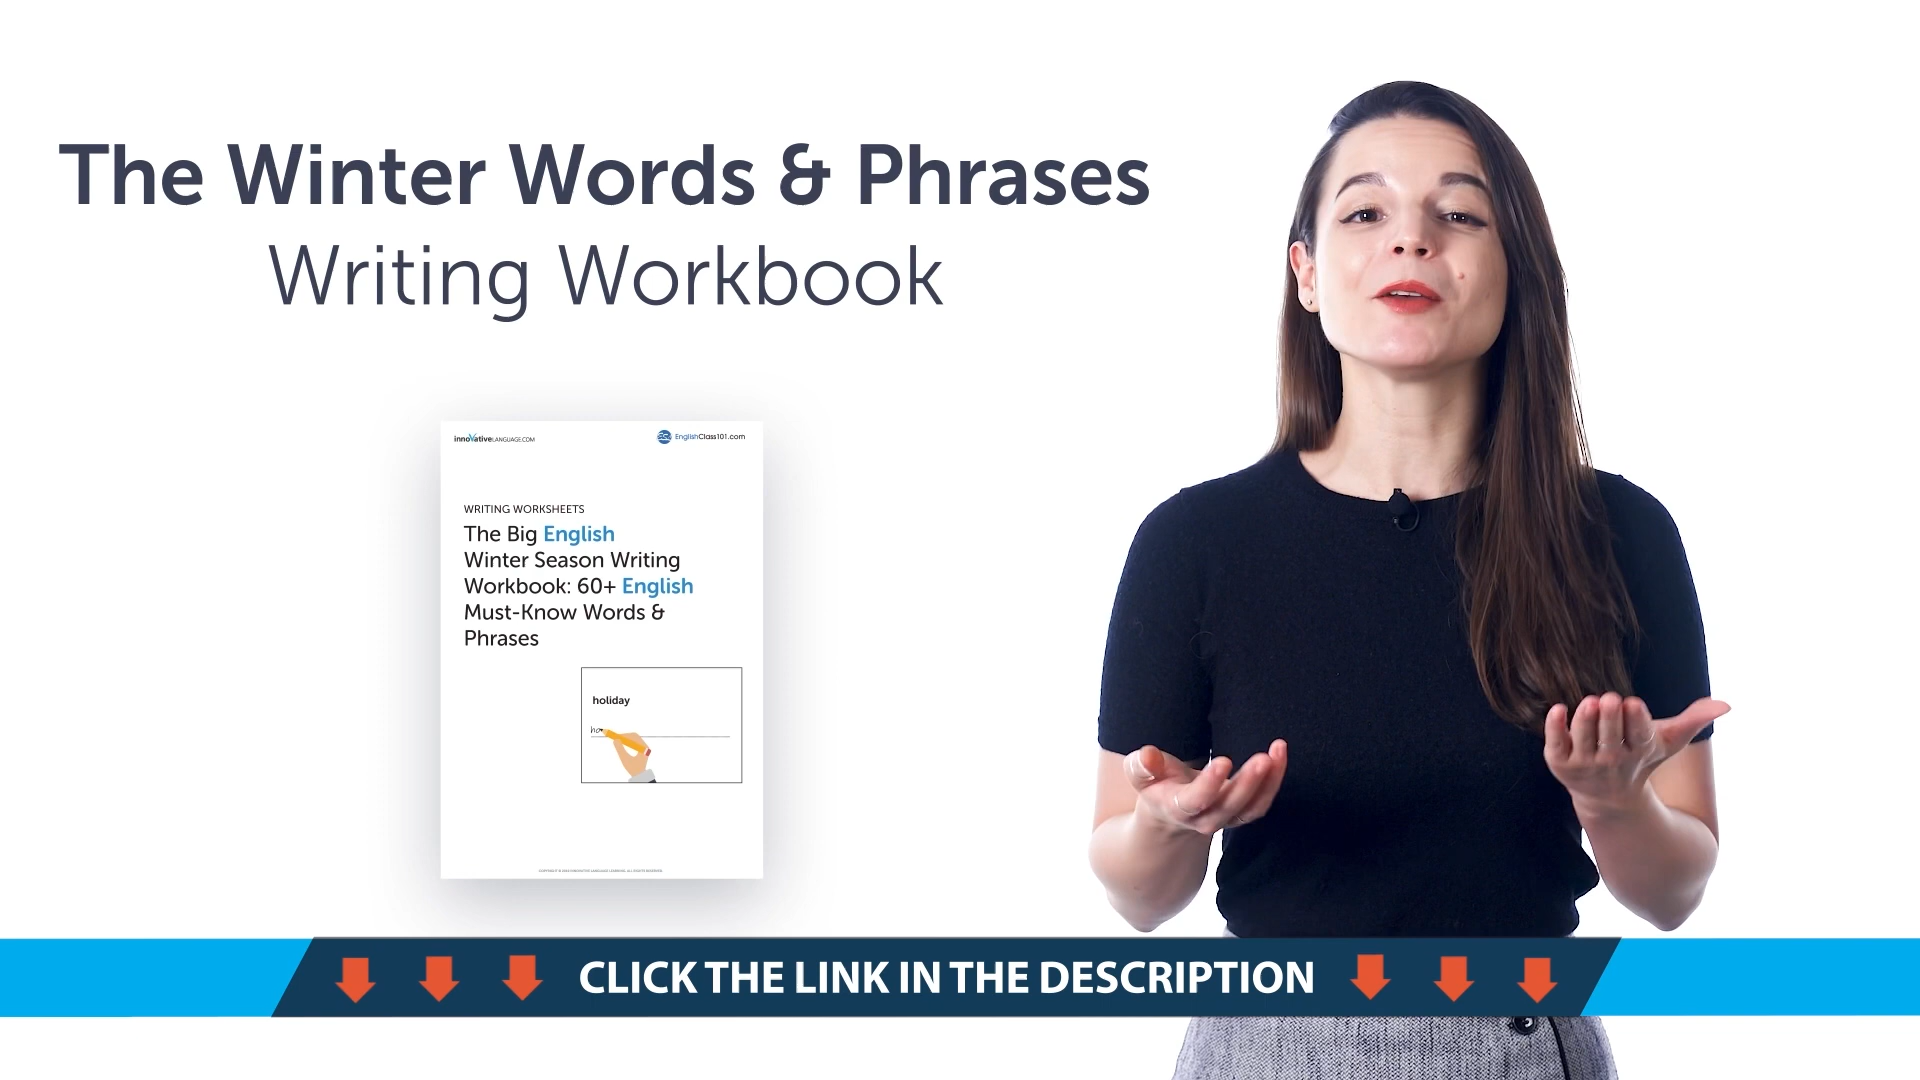 The Winter Words & Phrases
Writing Workbook
innoVativeLANGUAGE.COM
EnglishClass101.com
WRITING WORKSHEETS
The Big English
Winter Season Writing
Workbook: 60+ English
Must-Know Words &
Phrases
holiday
ho
CLICK THE LINK IN THE DESCRIPTION